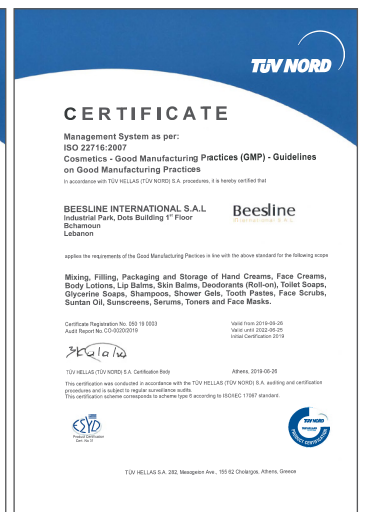 TÜV NORD
CERTIFICATE
Management System as per:
ISO 22716:2007
Cosmetics - Good Manufacturing Practices (GMP) - Guidelines
on Good Manufacturing Practices
In accordance with TÜV HELLAS (TÜV NORD) S.A. procedures, it is hereby certified that
BEESLINE INTERNATIONAL S.A.L
Industrial Park, Dots Building 1st Floor
Bchamoun
Lebanon
Beesline
applies the requirements of the Good Manufacturing Practices in line with the above standard for the following scope
Mixing, Filling, Packaging and Storage of Hand Creams, Face Creams,
Body Lotions, Lip Balms, Skin Balms, Deodorants (Roll-on), Toilet Soaps,
Glycerine Soaps, Shampoos, Shower Gels, Tooth Pastes, Face Scrubs,
Suntan Oil, Sunscreens, Serums, Toners and Face Masks.
Certificate Registration No. 050 18 0003
Audit Report No. CO-0020/2019
Valid from 2019-06-26
Valid until 2022-06-25
Initial Certification 2019
TÜV HELLAS (TÜV NORD) S.A. Certification Body
Athens, 2019-06-26
This certification was conducted in accordance with the TÜV HELLAS (TÜV NORD) S.A. auditing and certification
procedures and is subject to regular surveillance audits.
This certification scheme corresponds to scheme type 6 according to ISO/IEC 17067 standard.
ESYD
Product Certification
Cert. No.
TÜV NORD
PRODUCT CERTIFICATION
TÜV HELLAS S.A. 282, Mesogeion Ave., 155 62 Cholargos, Athens, Greece